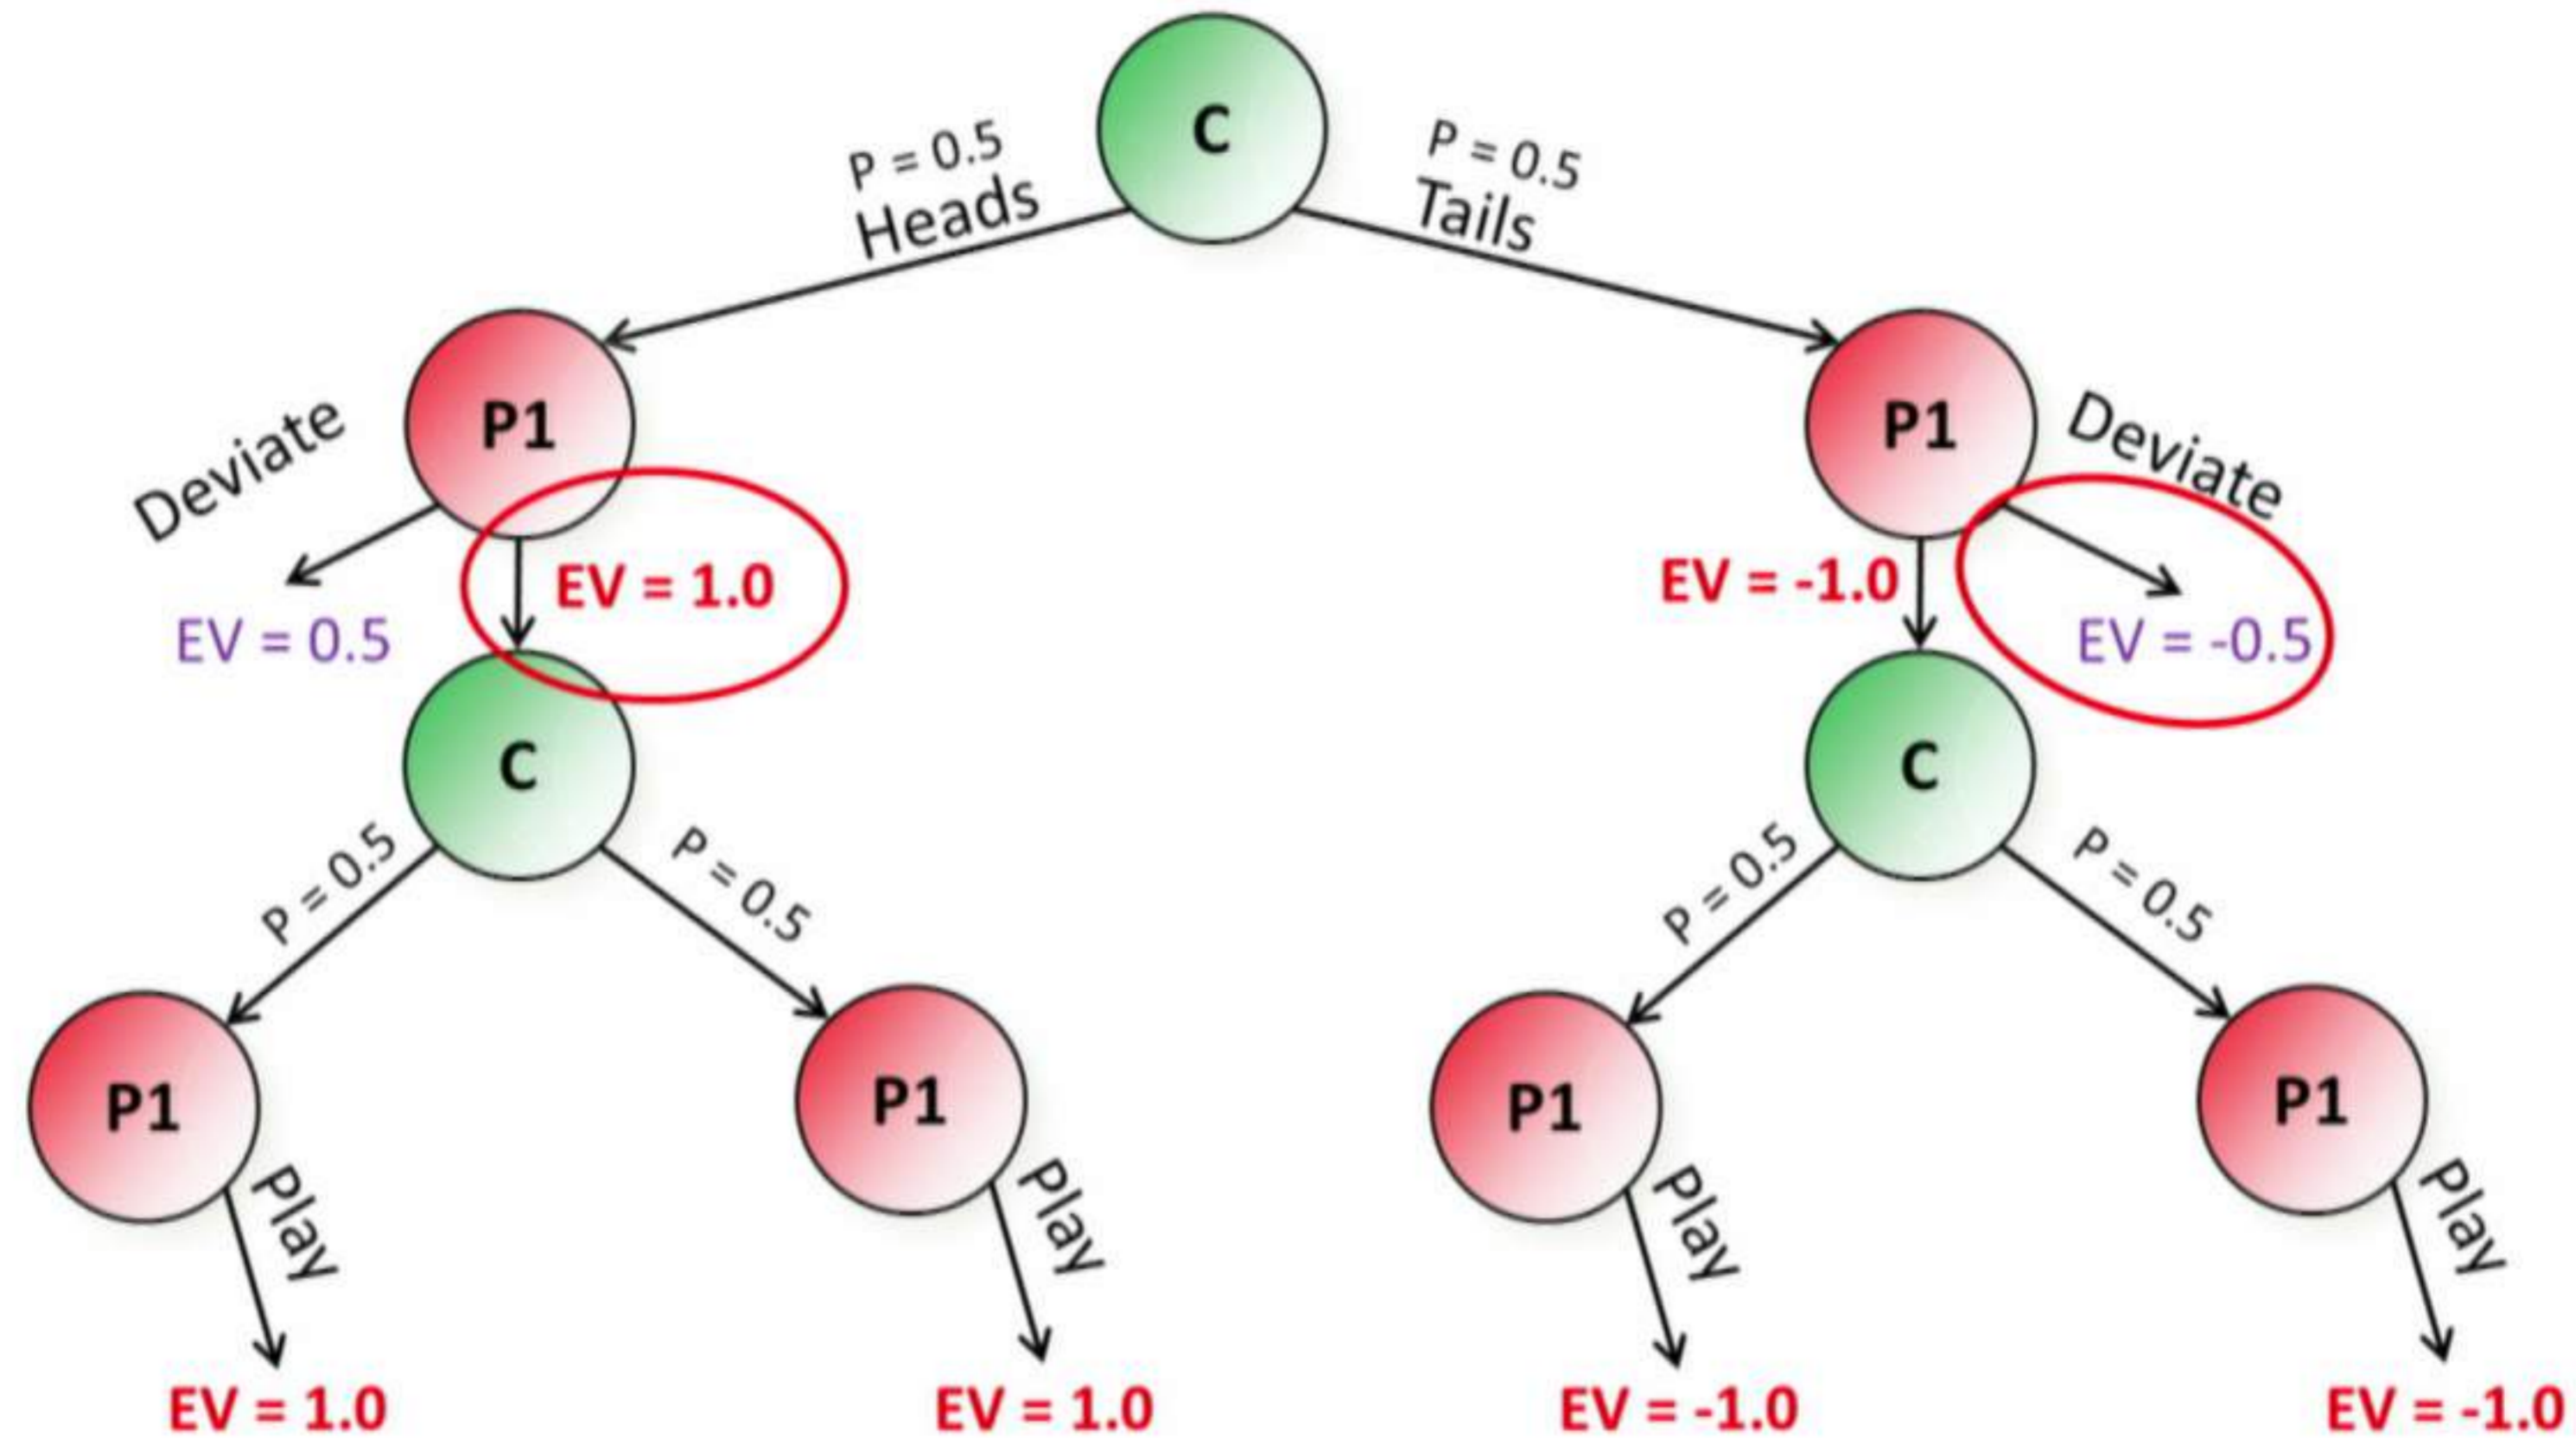 C
P = 0.5
Heads
P = 0.5
Tails
P1
P1
Deviate
Deviate
EV = 1.0
EV = -1.0
EV = 0.5
EV = -0.5
C
C
P = 0.5
P = 0.5
P = 0.5
P = 0.5
P1
P1
P1
P1
Play
Play
Play
Play
EV = 1.0
EV = 1.0
EV = -1.0
EV = -1.0